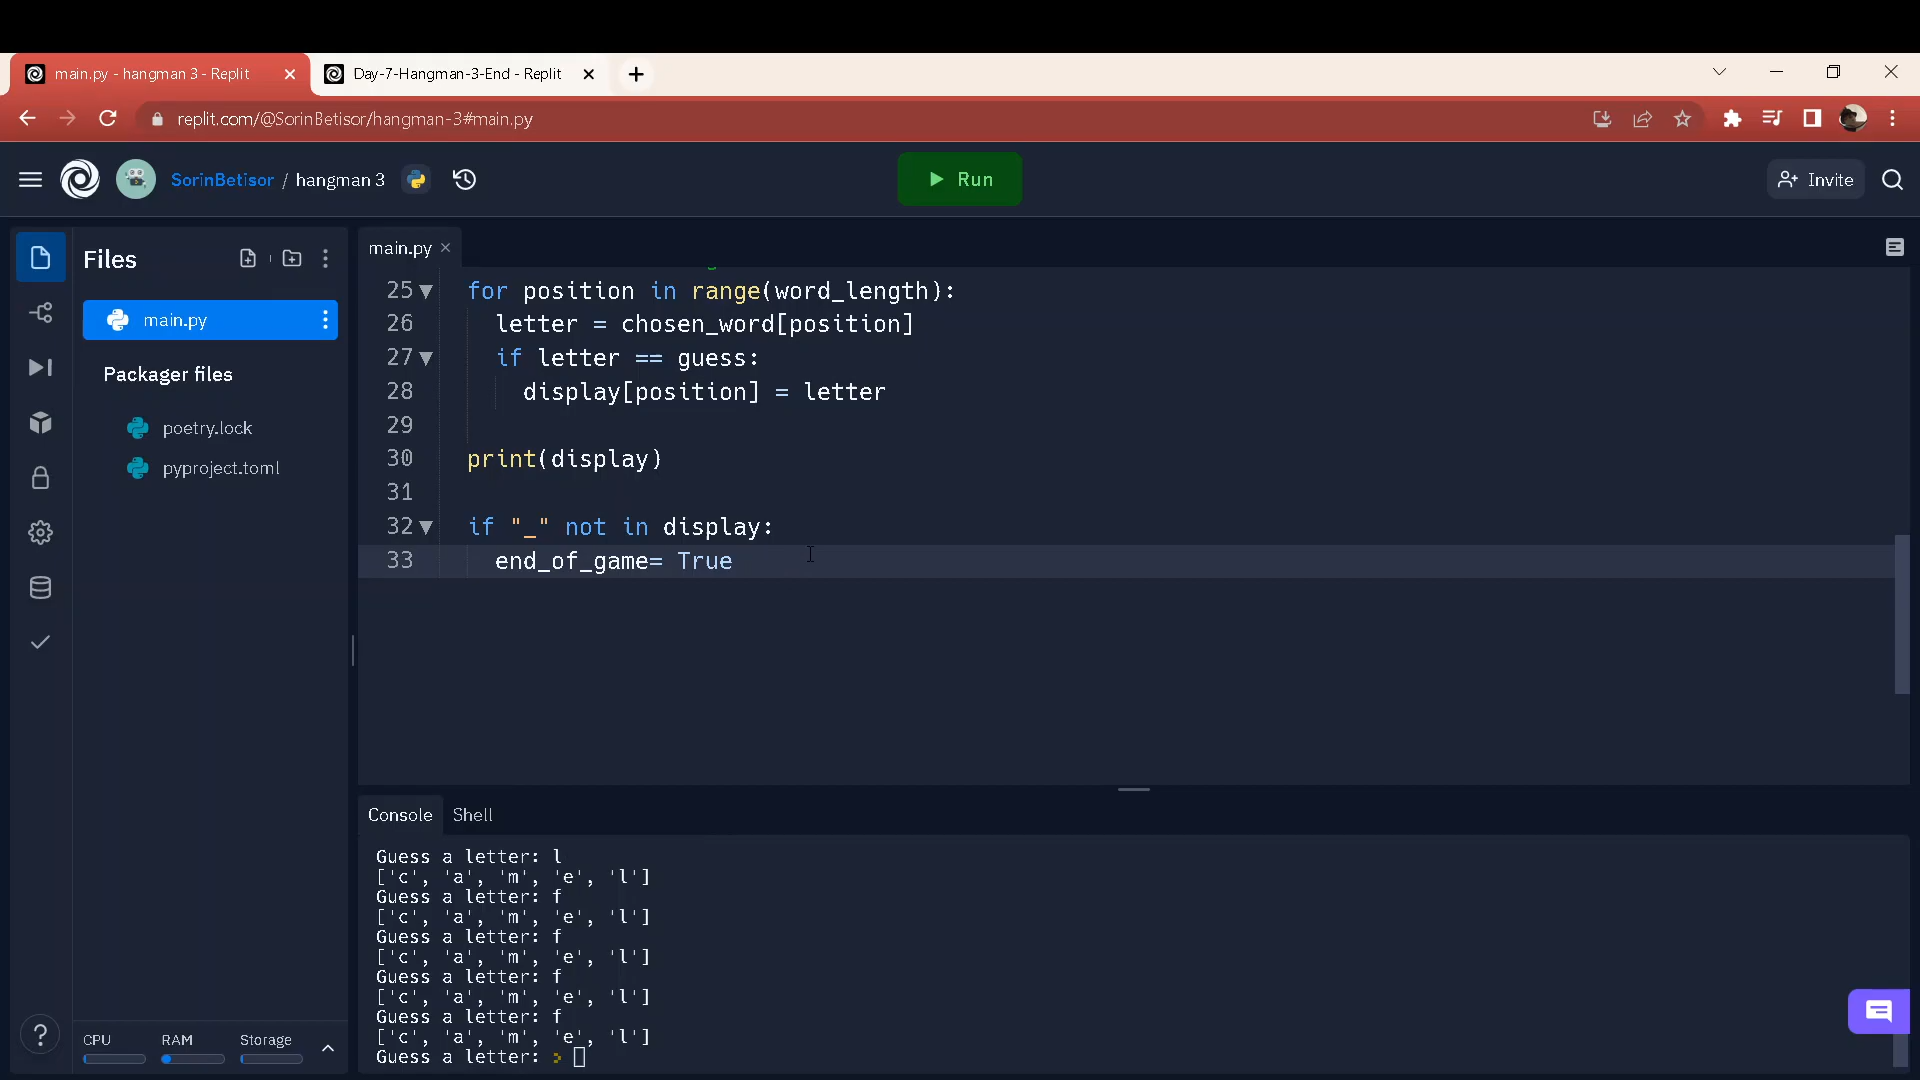 main.py - hangman 3 - Replit
Day-7-Hangman-3-End - Replit
replit.com/@SorinBetisor/hangman-3#main.py
SorinBetisor / hangman 3
Run
Invite
Files
main.py
main.py
Packager files
poetry.lock
pyproject.toml
25 for position in range(word_length):
26 letter = chosen_word[position]
27 if letter == guess:
28 display[position] = letter
29
30 print(display)
31
32 if "_" not in display:
33 end_of_game= True
Console Shell
Guess a letter: l
['c', 'a', 'm', 'e', 'l']
Guess a letter: f
['c', 'a', 'm', 'e', 'l']
Guess a letter: f
['c', 'a', 'm', 'e', 'l']
Guess a letter: f
['c', 'a', 'm', 'e', 'l']
Guess a letter: f
['c', 'a', 'm', 'e', 'l']
Guess a letter: >
CPU RAM Storage